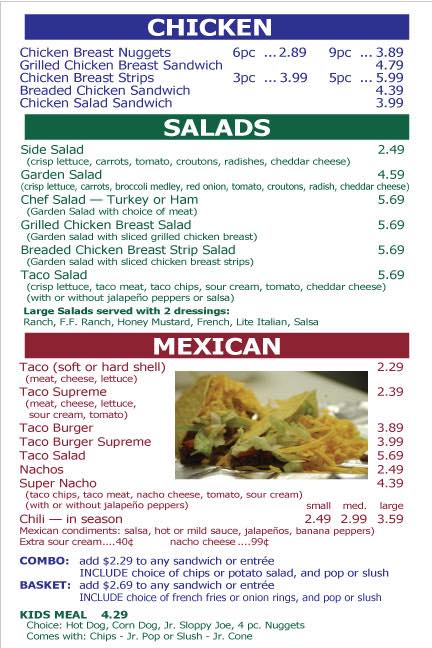 CHICKEN
Chicken Breast Nuggets 6pc ...2.89 9pc ...3.89
Grilled Chicken Breast Sandwich 4.79
Chicken Breast Strips 3pc ...3.99 5pc ...5.99
Breaded Chicken Sandwich 4.39
Chicken Salad Sandwich 3.99
SALADS
Side Salad 2.49
(crisp lettuce, carrots, tomato, croutons, radishes, cheddar cheese)
Garden Salad 4.59
(crisp lettuce, carrots, broccoli medley, red onion, tomato, croutons, radish, cheddar cheese)
Chef Salad — Turkey or Ham 5.69
(Garden Salad with choice of meat)
Grilled Chicken Breast Salad 5.69
(Garden salad with sliced grilled chicken breast)
Breaded Chicken Breast Strip Salad 5.69
(Garden salad with sliced chicken breast strips)
Taco Salad 5.69
(crisp lettuce, taco meat, taco chips, sour cream, tomato, cheddar cheese)
(with or without jalapeño peppers or salsa)
Large Salads served with 2 dressings:
Ranch, F.F. Ranch, Honey Mustard, French, Lite Italian, Salsa
MEXICAN
Taco (soft or hard shell) 2.29
(meat, cheese, lettuce)
Taco Supreme 2.39
(meat, cheese, lettuce,
sour cream, tomato)
Taco Burger 3.89
Taco Burger Supreme 3.99
Taco Salad 5.69
Nachos 2.49
Super Nacho 4.39
(taco chips, taco meat, nacho cheese, tomato, sour cream)
(with or without jalapeño peppers) small med. large
Chili — in season 2.49 2.99 3.59
Mexican condiments: salsa, hot or mild sauce, jalapeños, banana peppers)
Extra sour cream....40¢ nacho cheese ....99¢
COMBO: add $2.29 to any sandwich or entrée
INCLUDE choice of chips or potato salad, and pop or slush
BASKET: add $2.69 to any sandwich or entrée
INCLUDE choice of french fries or onion rings, and pop or slush
KIDS MEAL 4.29
Choice: Hot Dog, Corn Dog, Jr. Sloppy Joe, 4 pc. Nuggets
Comes with: Chips - Jr. Pop or Slush - Jr. Cone